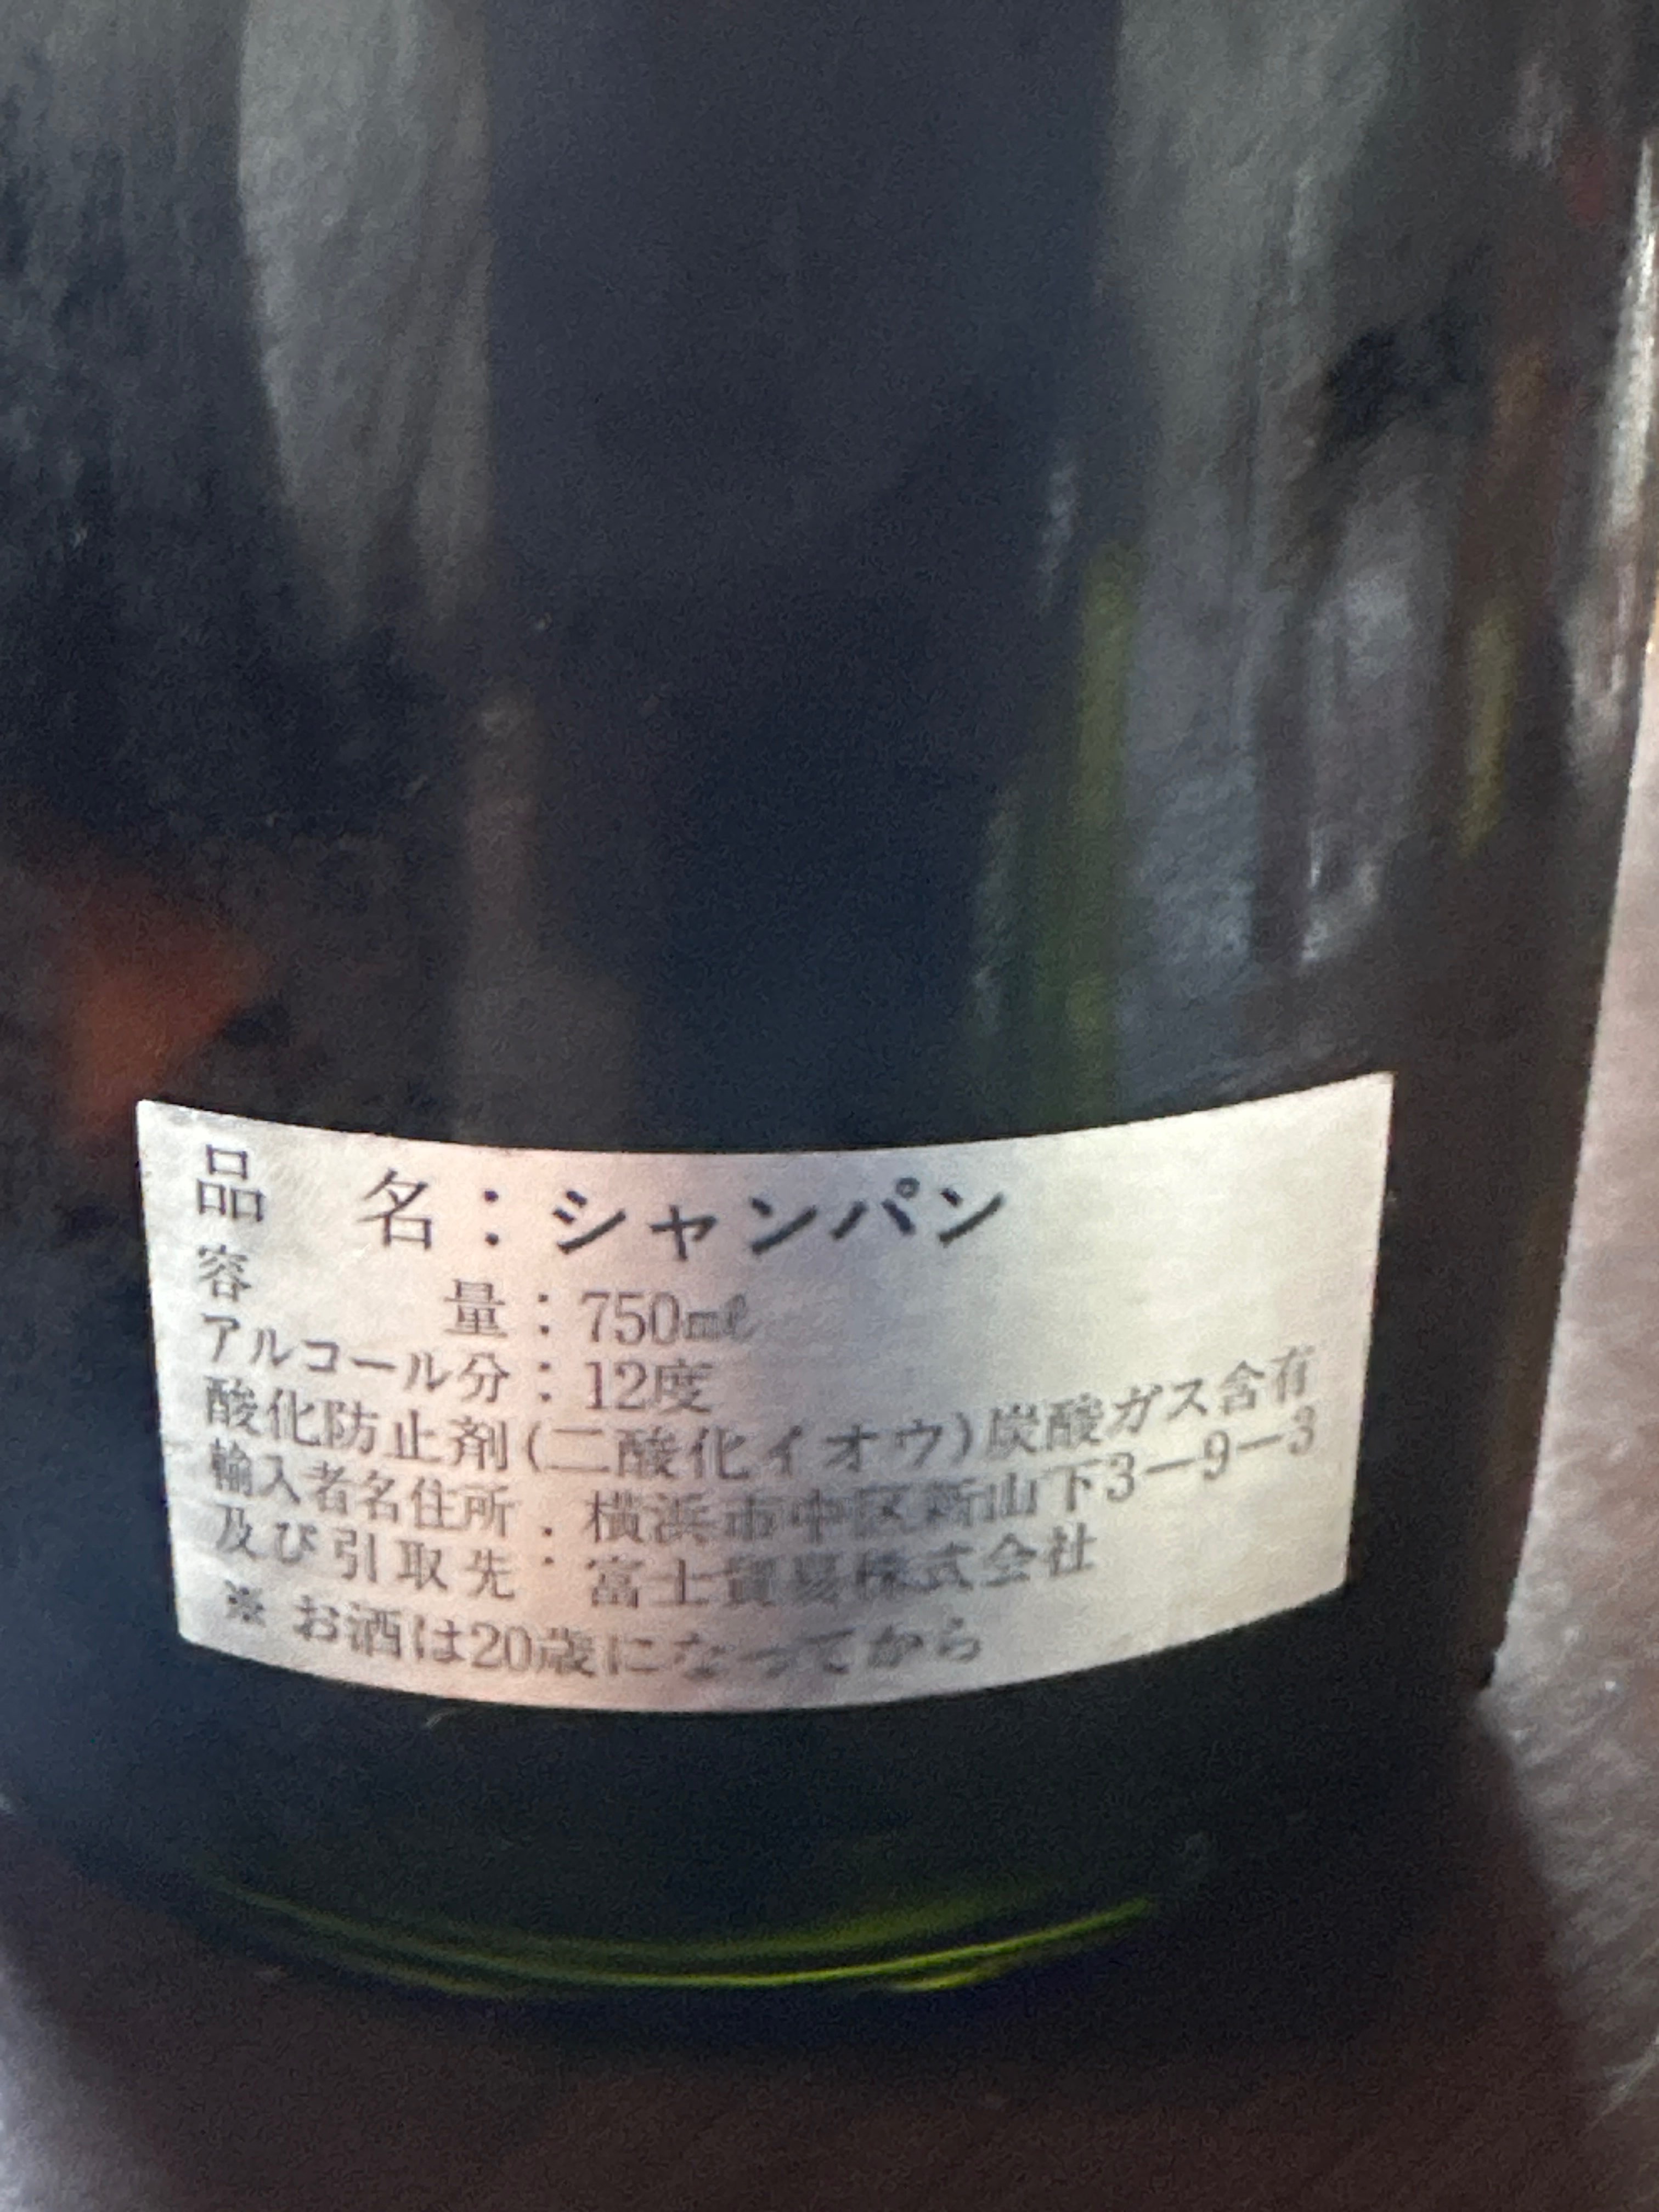 品名：シャンパン
容量：750mℓ
アルコール分：12度
酸化防止剤(二酸化イオウ)炭酸ガス含有
輸入者名住所：横浜市中区新山下3－9－3
及び引取先：富士貿易株式会社
※ お酒は20歳になってから